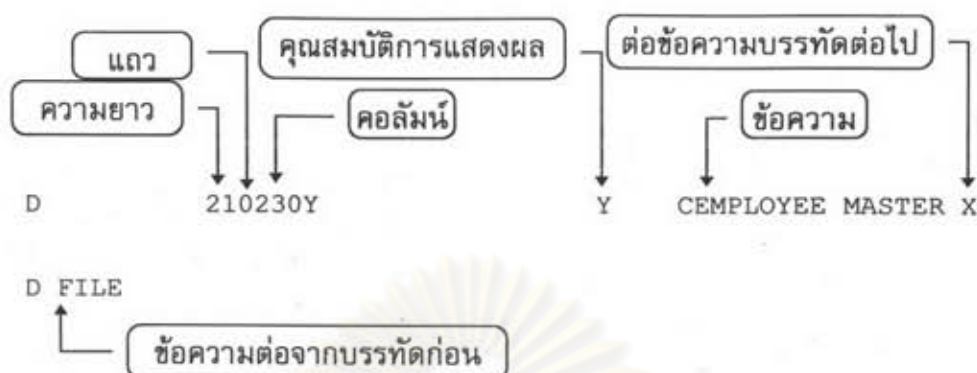 แถว
คุณสมบัติการแสดงผล
ต่อข้อความบรรทัดต่อไป
ความยาว
คอลัมน์
ข้อความ
D 210230Y Y CEMPLOYEE MASTER X
D FILE
ข้อความต่อจากบรรทัดก่อน